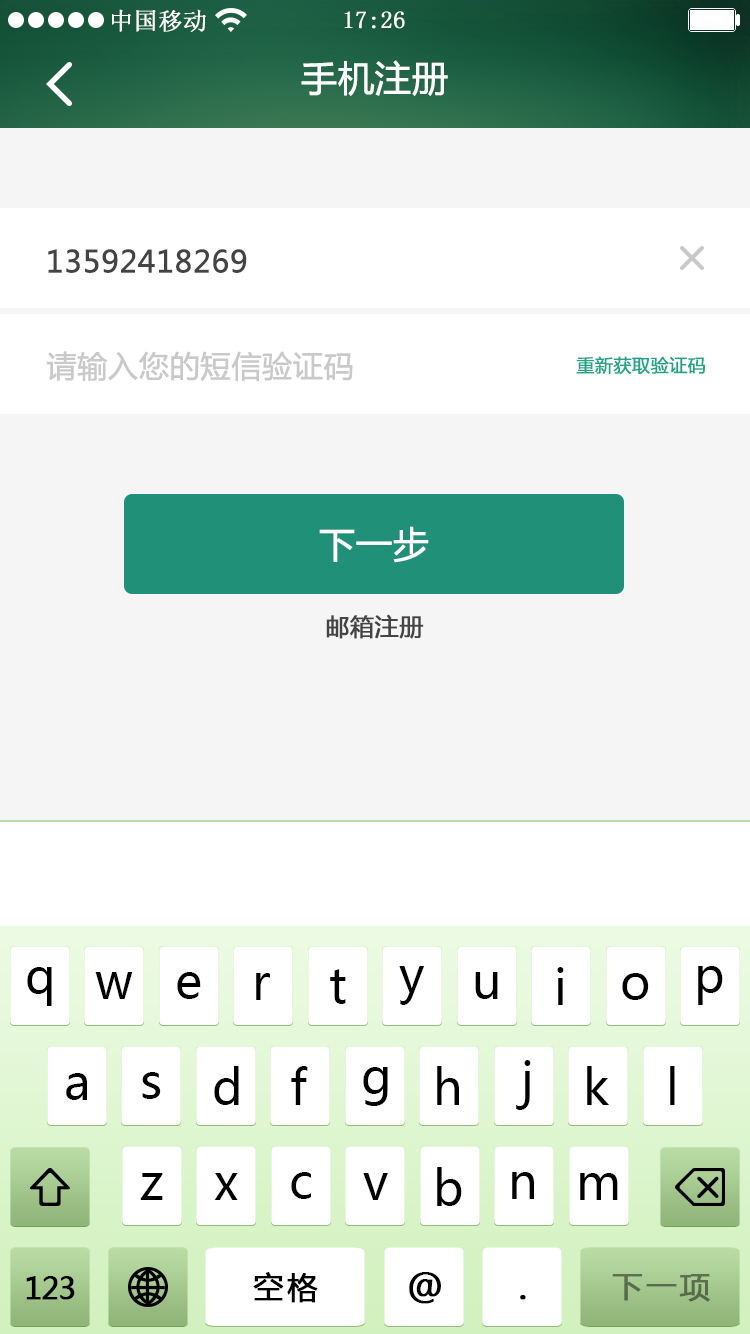 中国移动 17:26
手机注册
13592418269
请输入您的短信验证码 重新获取验证码
下一步
邮箱注册
q w e r t y u i o p
a s d f g h j k l
z x c v b n m
123 空格 @ . 下一项